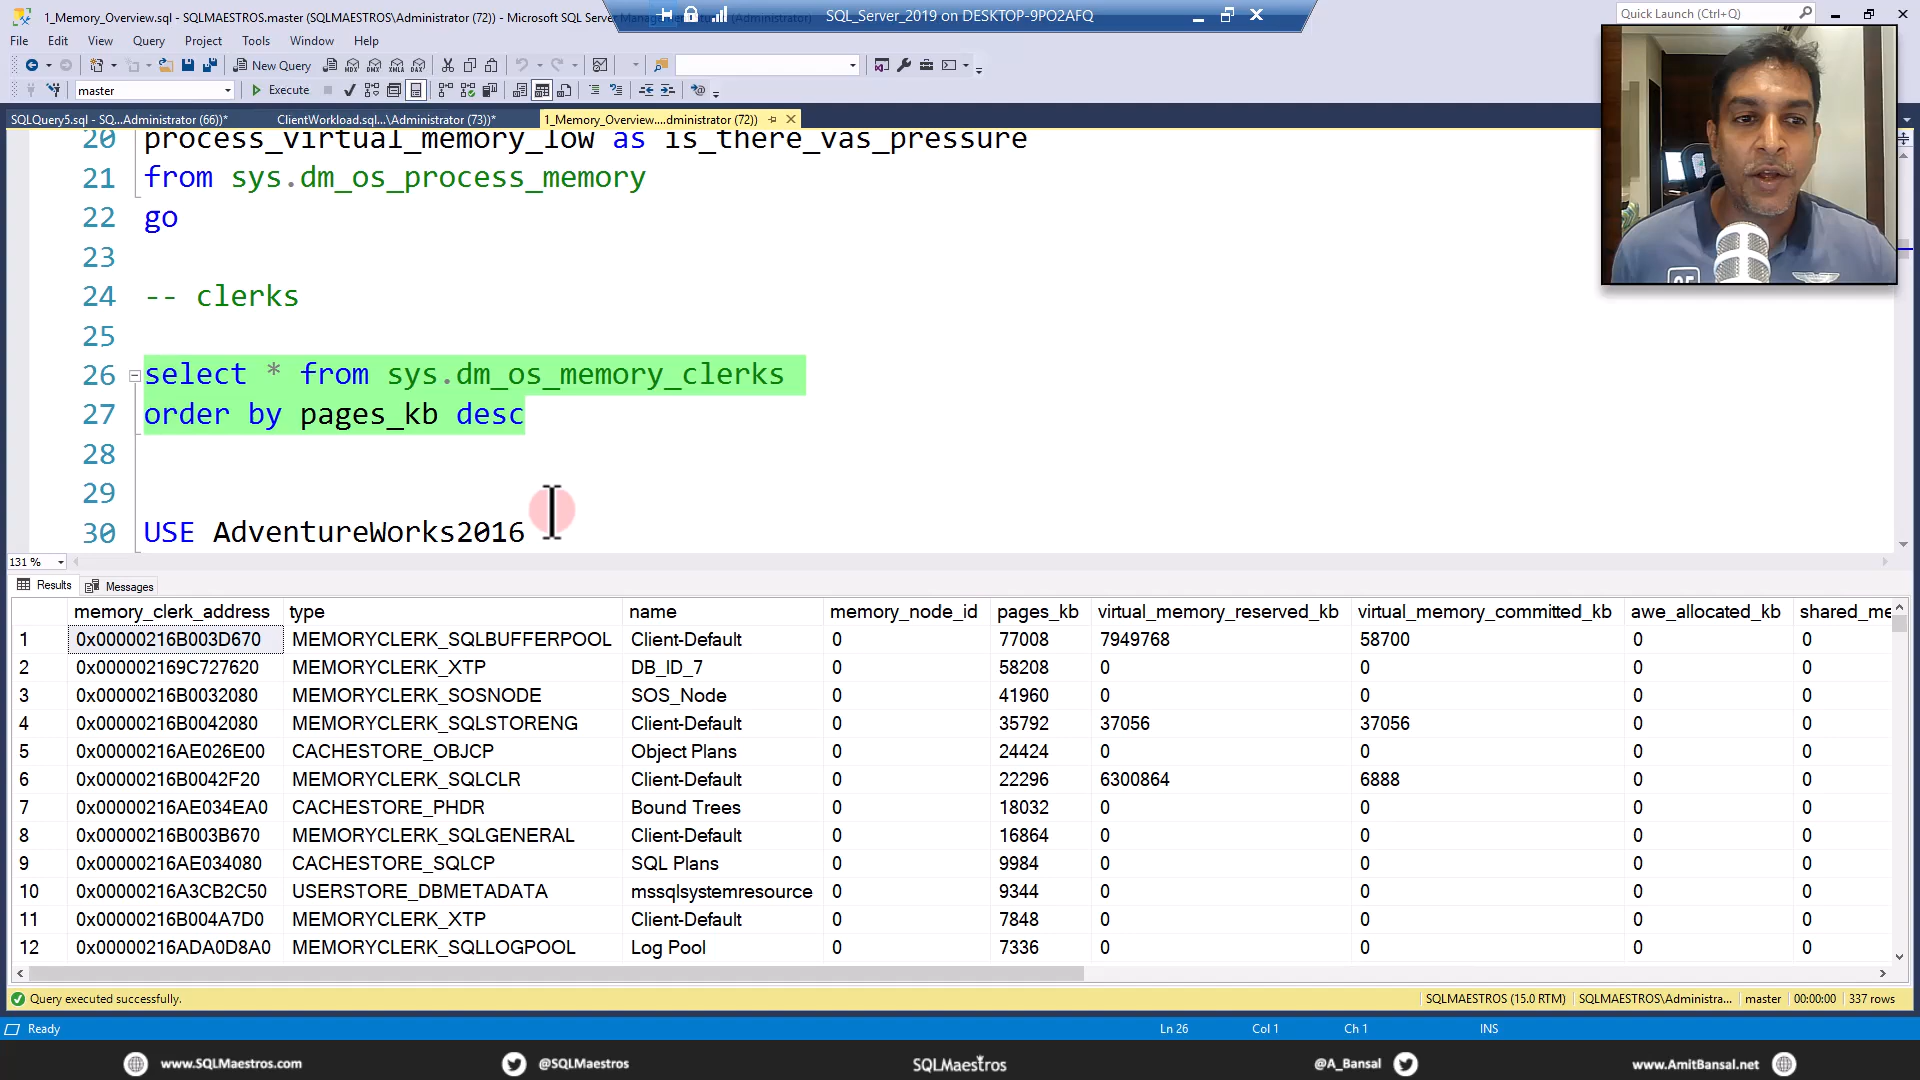 1_Memory_Overview.sql - SQLMAESTROS.master (SQLMAESTROS\Administrator (72)) - Microsoft SQL Server
SQL_Server_2019 on DESKTOP-9PO2AFQ
Quick Launch (Ctrl+Q)
File Edit View Query Project Tools Window Help
New Query
master Execute
SQLQuery5.sql - SQ...Administrator (66))* ClientWorkload.sql...\Administrator (73))* 1_Memory_Overview....dministrator (72))
20 process_virtual_memory_low as is_there_vas_pressure
21 from sys.dm_os_process_memory
22 go
23
24 -- clerks
25
26 select * from sys.dm_os_memory_clerks
27 order by pages_kb desc
28
29
30 USE AdventureWorks2016
131 %
Results Messages
memory_clerk_address type name memory_node_id pages_kb virtual_memory_reserved_kb virtual_memory_committed_kb awe_allocated_kb shared_me
1 0x00000216B003D670 MEMORYCLERK_SQLBUFFERPOOL Client-Default 0 77008 7949768 58700 0 0
2 0x000002169C727620 MEMORYCLERK_XTP DB_ID_7 0 58208 0 0 0 0
3 0x00000216B0032080 MEMORYCLERK_SOSNODE SOS_Node 0 41960 0 0 0 0
4 0x00000216B0042080 MEMORYCLERK_SQLSTORENG Client-Default 0 35792 37056 37056 0 0
5 0x00000216AE026E00 CACHESTORE_OBJCP Object Plans 0 24424 0 0 0 0
6 0x00000216B0042F20 MEMORYCLERK_SQLCLR Client-Default 0 22296 6300864 6888 0 0
7 0x00000216AE034EA0 CACHESTORE_PHDR Bound Trees 0 18032 0 0 0 0
8 0x00000216B003B670 MEMORYCLERK_SQLGENERAL Client-Default 0 16864 0 0 0 0
9 0x00000216AE034080 CACHESTORE_SQLCP SQL Plans 0 9984 0 0 0 0
10 0x00000216A3CB2C50 USERSTORE_DBMETADATA mssqlsystemresource 0 9344 0 0 0 0
11 0x00000216B004A7D0 MEMORYCLERK_XTP Client-Default 0 7848 0 0 0 0
12 0x00000216ADA0D8A0 MEMORYCLERK_SQLLOGPOOL Log Pool 0 7336 0 0 0 0
Query executed successfully. SQLMAESTROS (15.0 RTM) SQLMAESTROS\Administra... master 00:00:00 337 rows
Ready Ln 26 Col 1 Ch 1 INS
www.SQLMaestros.com @SQLMaestros SQLMaestros @A_Bansal www.AmitBansal.net